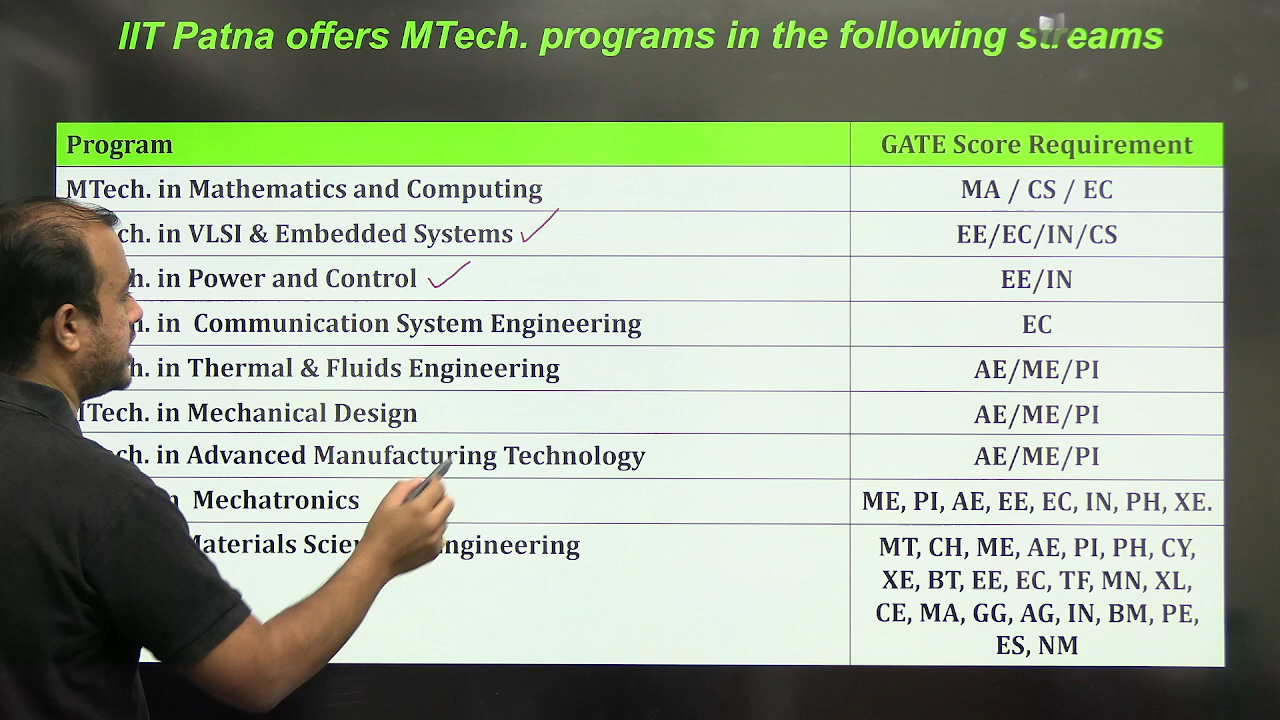 IIT Patna offers MTech. programs in the following streams
Program GATE Score Requirement
MTech. in Mathematics and Computing MA / CS / EC
ch. in VLSI & Embedded Systems EE/EC/IN/CS
h. in Power and Control EE/IN
h. in Communication System Engineering EC
h. in Thermal & Fluids Engineering AE/ME/PI
MTech. in Mechanical Design AE/ME/PI
ch. in Advanced Manufacturing Technology AE/ME/PI
Mechatronics ME, PI, AE, EE, EC, IN, PH, XE.
Materials Engineering MT, CH, ME, AE, PI, PH, CY,
XE, BT, EE, EC, TF, MN, XL,
CE, MA, GG, AG, IN, BM, PE,
ES, NM